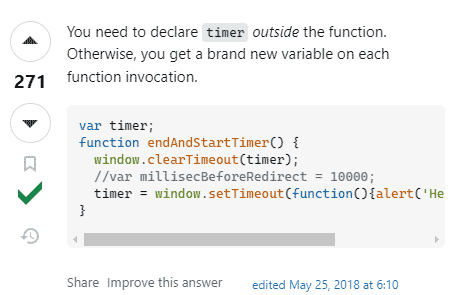 You need to declare timer outside the function.
Otherwise, you get a brand new variable on each
function invocation.
271
var timer;
function endAndStartTimer() {
  window.clearTimeout(timer);
  //var millisecBeforeRedirect = 10000;
  timer = window.setTimeout(function(){alert('He
}
Share Improve this answer edited May 25, 2018 at 6:10